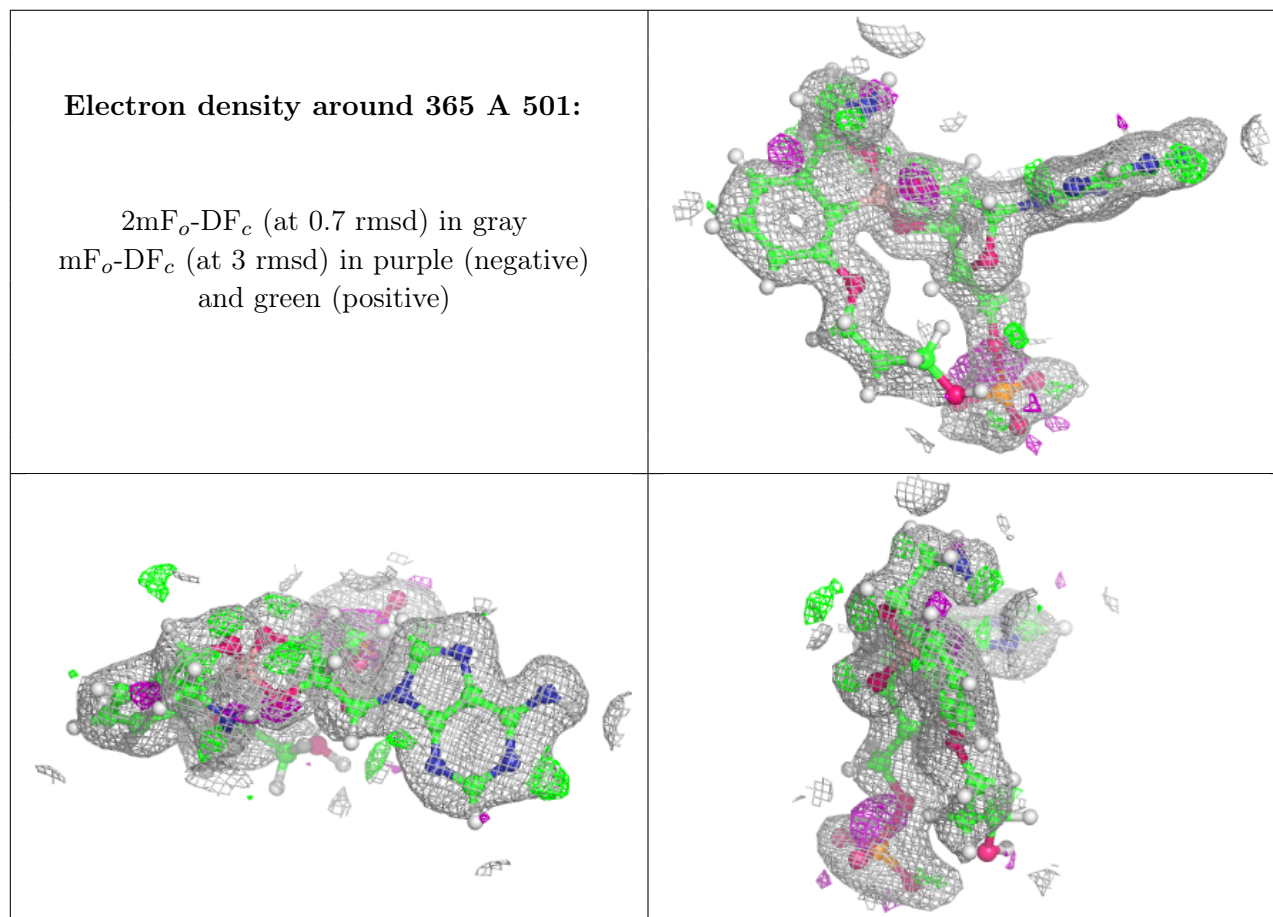 Electron density around 365 A 501:
2mFₒ-DF𝒸 (at 0.7 rmsd) in gray
mFₒ-DF𝒸 (at 3 rmsd) in purple (negative)
and green (positive)